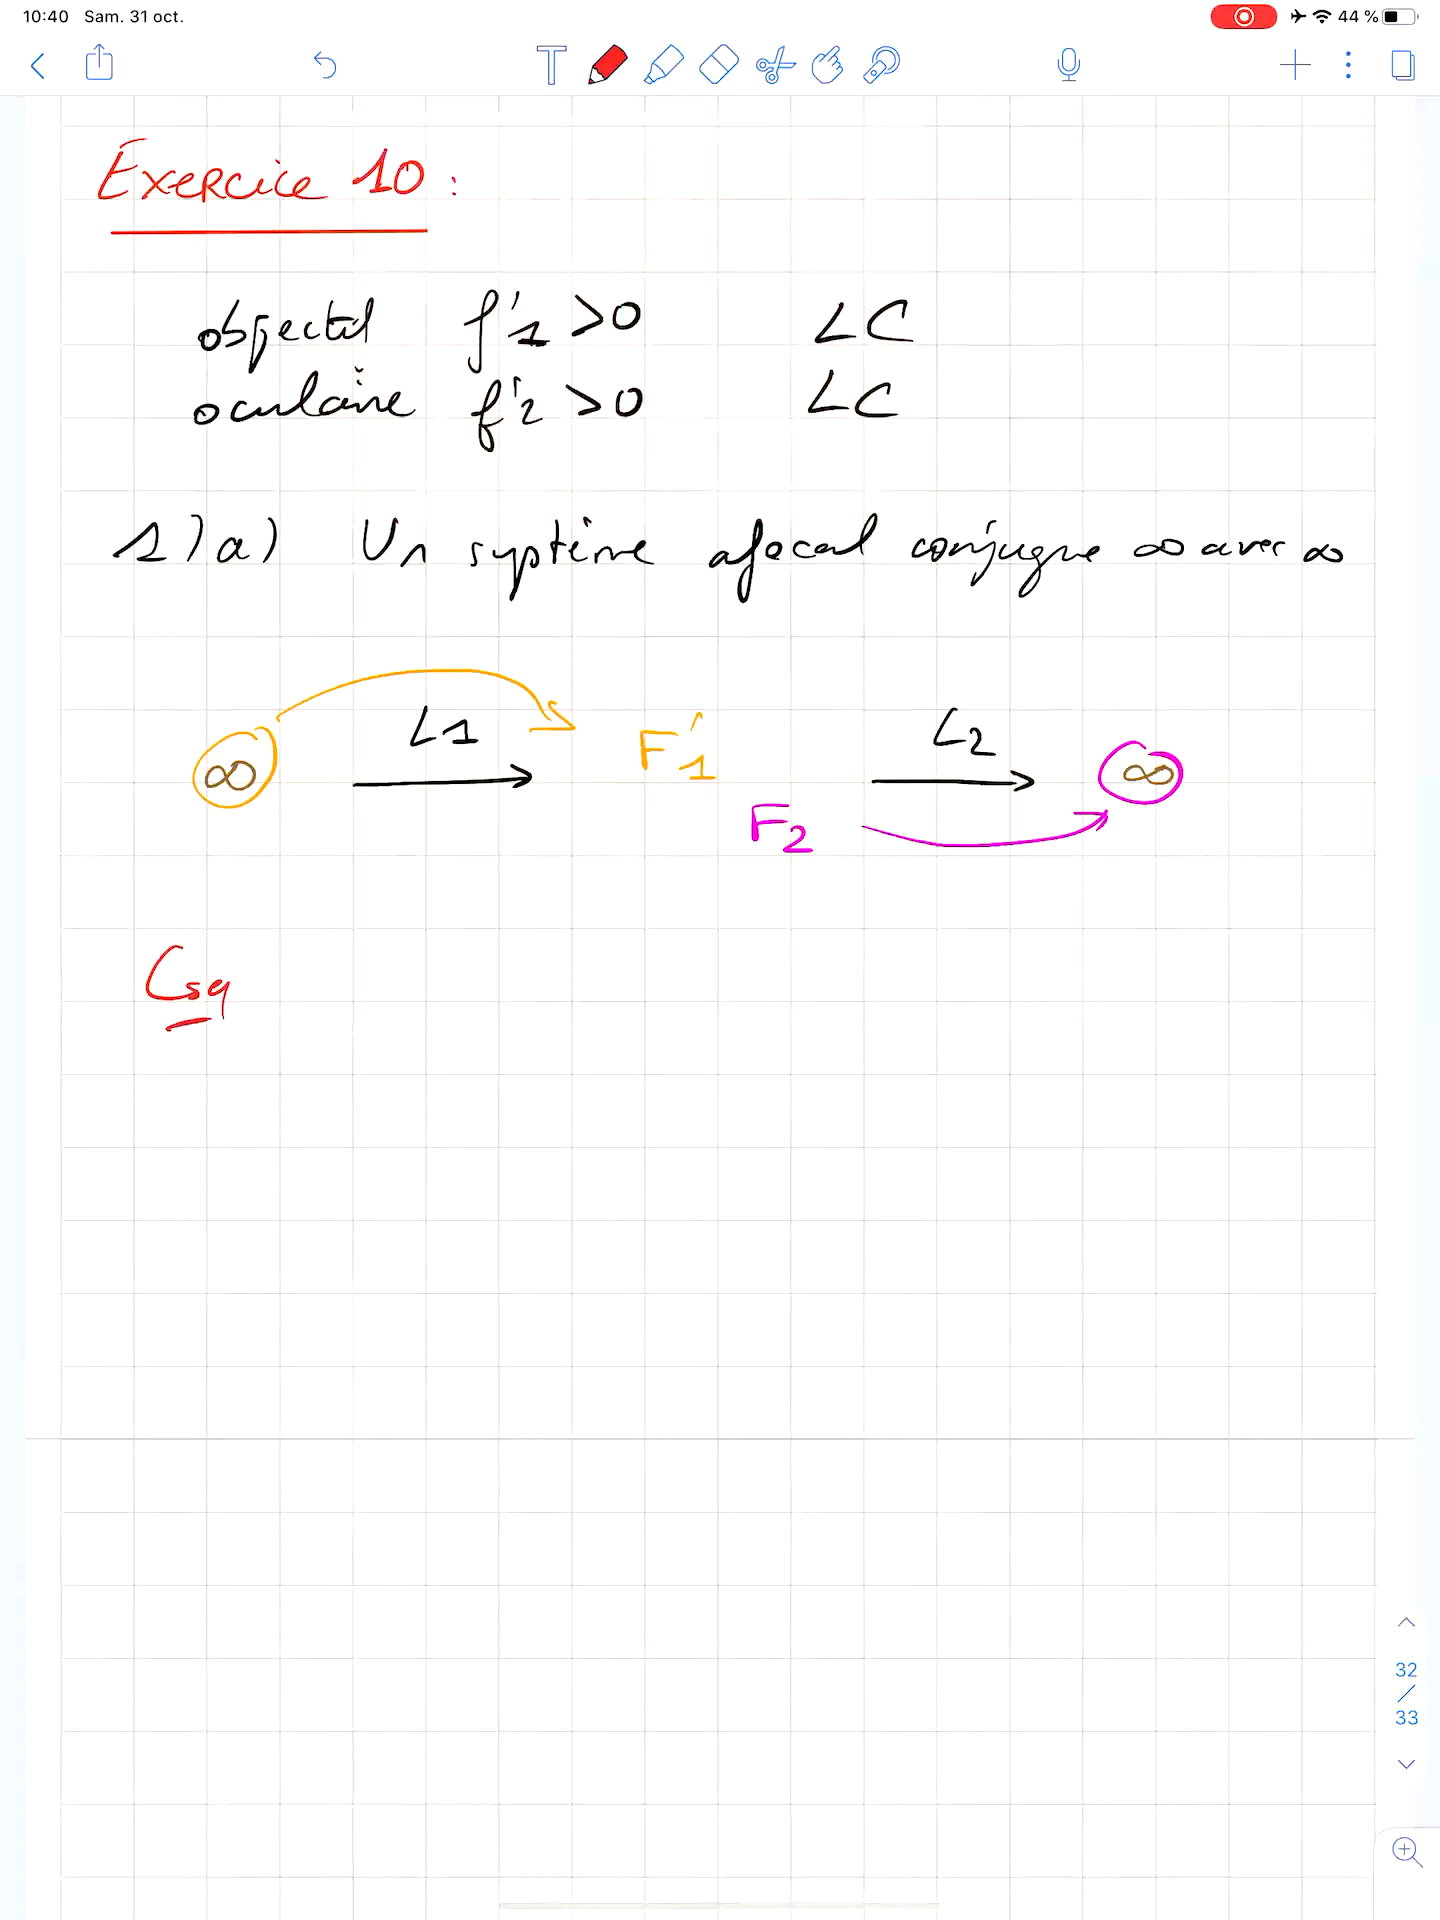 10:40 Sam. 31 oct. 44 %
Exercice 10 :
objectif f'1 >0 LC
oculaire f'2 >0 LC
1)a) Un système afocal conjugue ∞ avec ∞
L1 L2
∞ F'1 ∞
F2
Csq
32
/
33